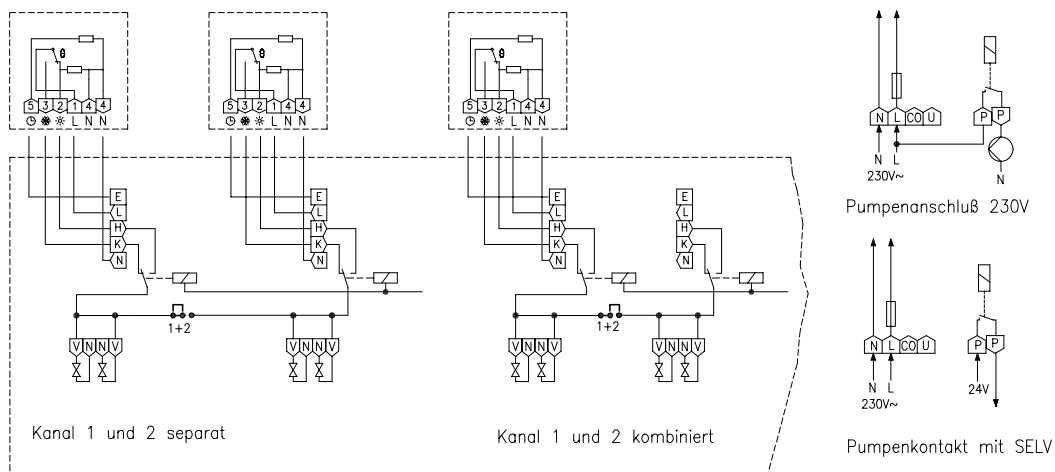 5 3 2 1 4 4
L N N
5 3 2 1 4 4
L N N
5 3 2 1 4 4
L N N
E
L
H
K
N
E
L
H
K
N
E
L
H
K
N
E
L
H
K
N
1+2
1+2
V N N V
V N N V
V N N V
V N N V
Kanal 1 und 2 separat
Kanal 1 und 2 kombiniert
N L CO U
P P
N L
230V~
N
Pumpenanschluß 230V
N L CO U
P P
N L
230V~
24V
Pumpenkontakt mit SELV